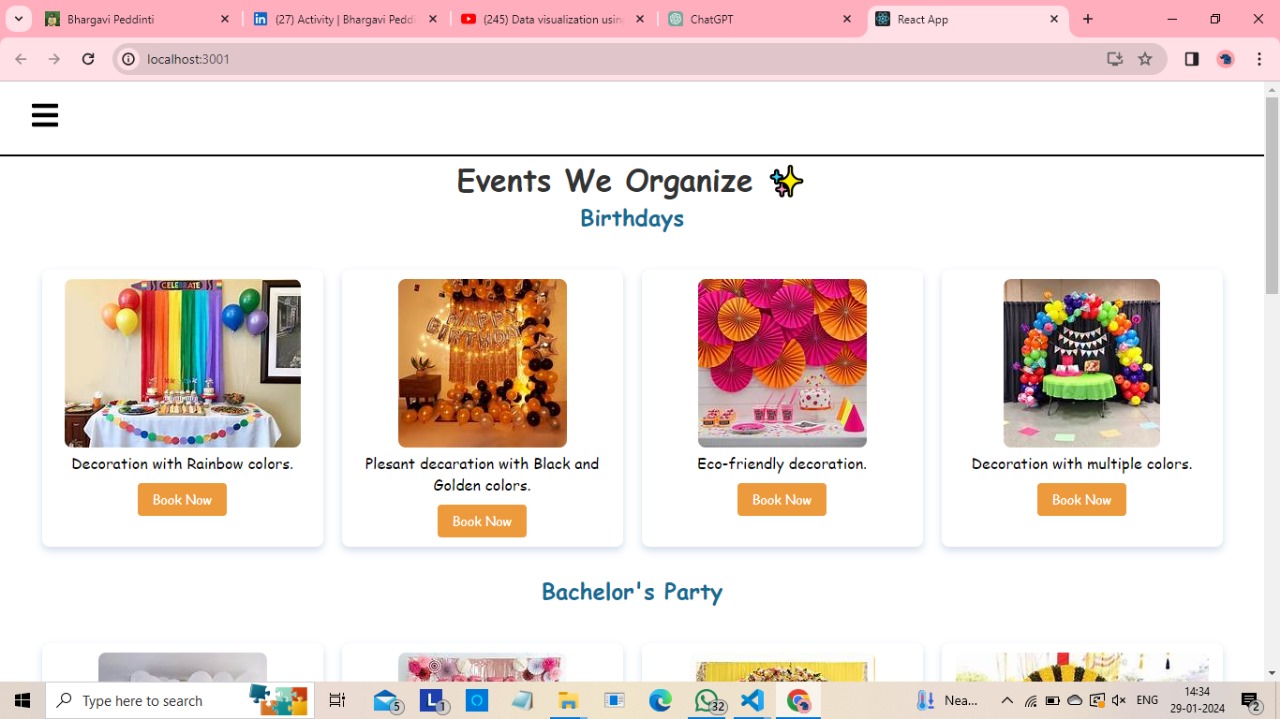 Bhargavi Peddinti
(27) Activity | Bhargavi Peddi
(245) Data visualization using
ChatGPT
React App
localhost:3001
Events We Organize ✨
Birthdays
CELEBRATE
HAPPY
BIRTHDAY
Decoration with Rainbow colors.
Plesant decaration with Black and
Golden colors.
Eco-friendly decoration.
Decoration with multiple colors.
Book Now
Book Now
Book Now
Book Now
Bachelor's Party
Type here to search
5
1
32
Nea...
ENG
14:34
29-01-2024
2